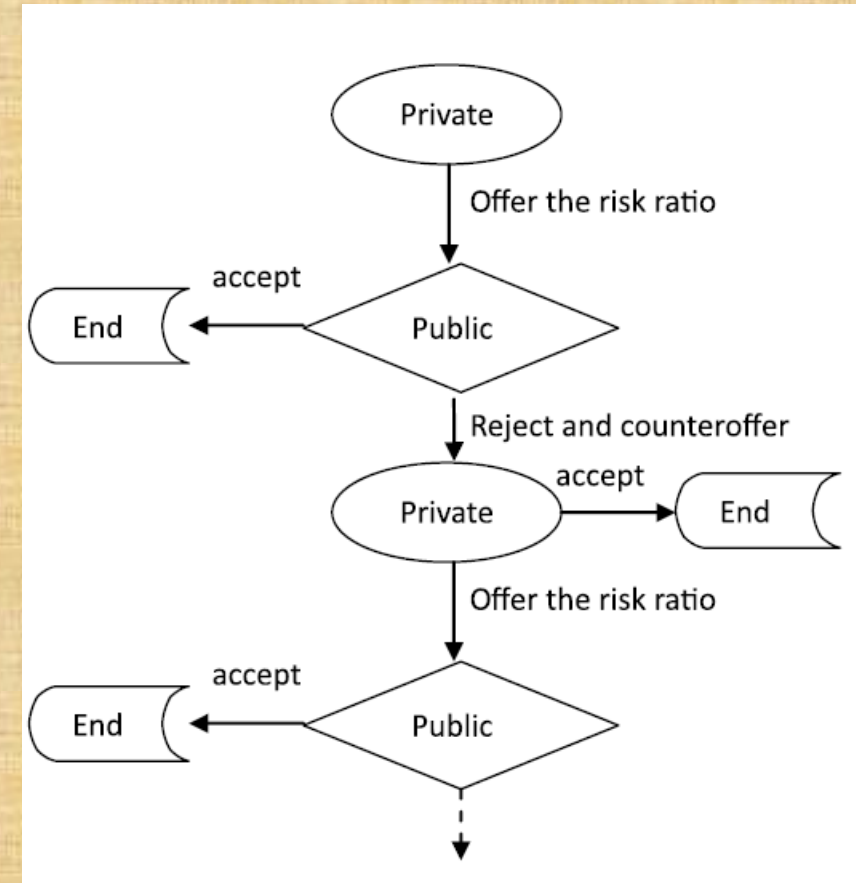 Private
Offer the risk ratio
accept
End
Public
Reject and counteroffer
accept
Private
End
Offer the risk ratio
accept
End
Public